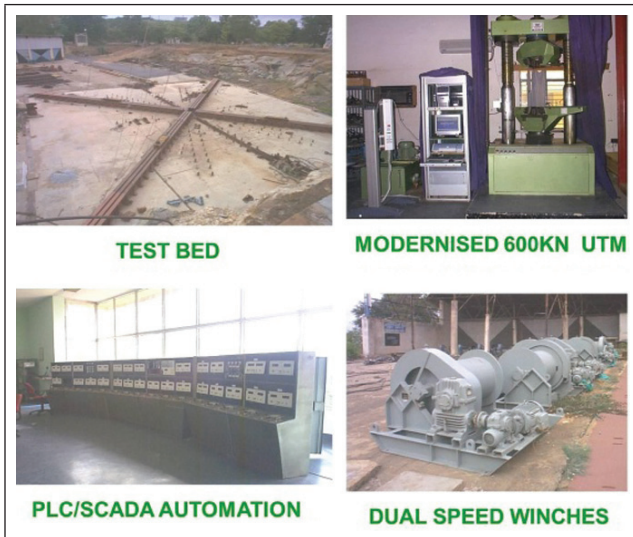 TEST BED
MODERNISED 600KN UTM
PLC/SCADA AUTOMATION
DUAL SPEED WINCHES